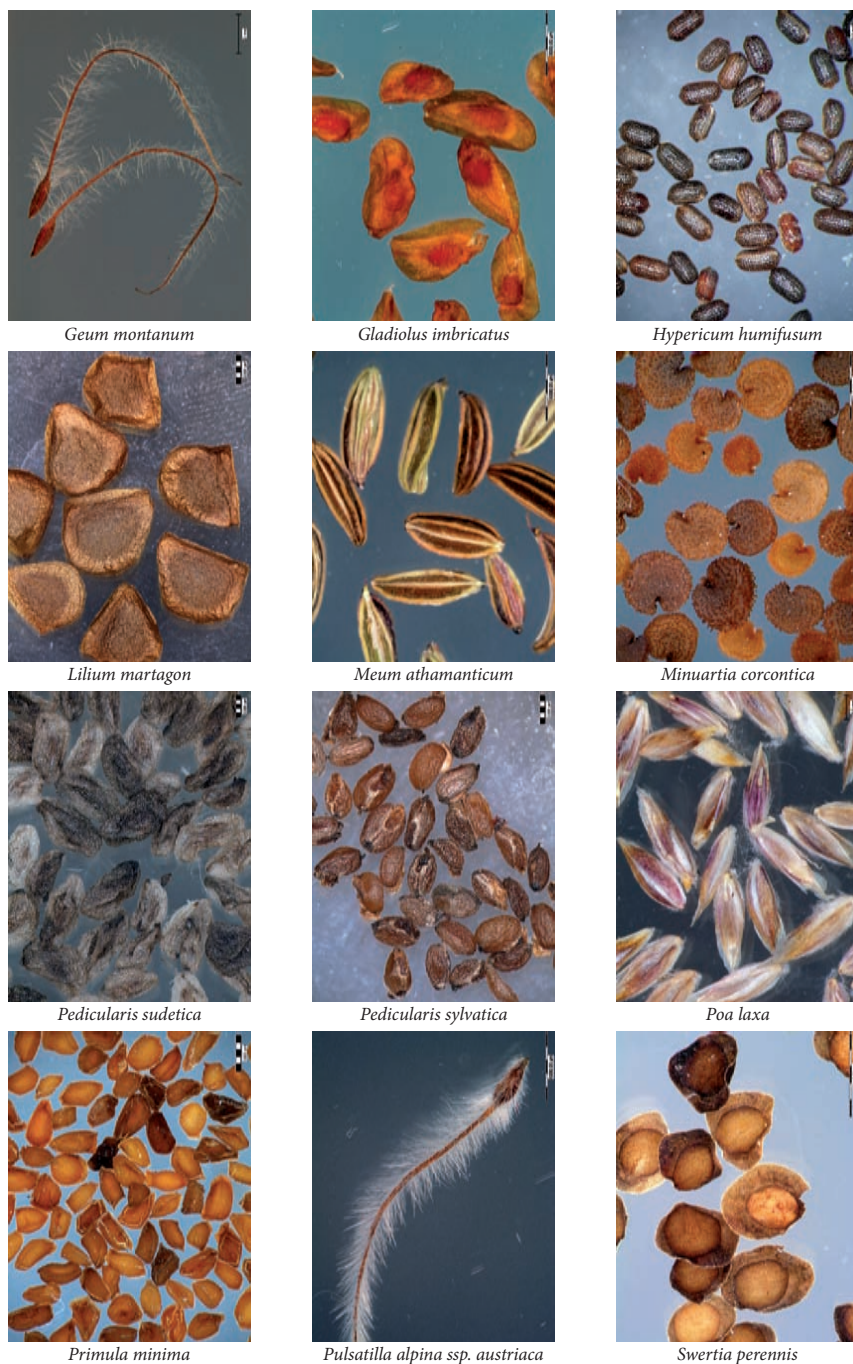 Geum montanum
Gladiolus imbricatus
Hypericum humifusum
Lilium martagon
Meum athamanticum
Minuartia corcontica
Pedicularis sudetica
Pedicularis sylvatica
Poa laxa
Primula minima
Pulsatilla alpina ssp. austriaca
Swertia perennis